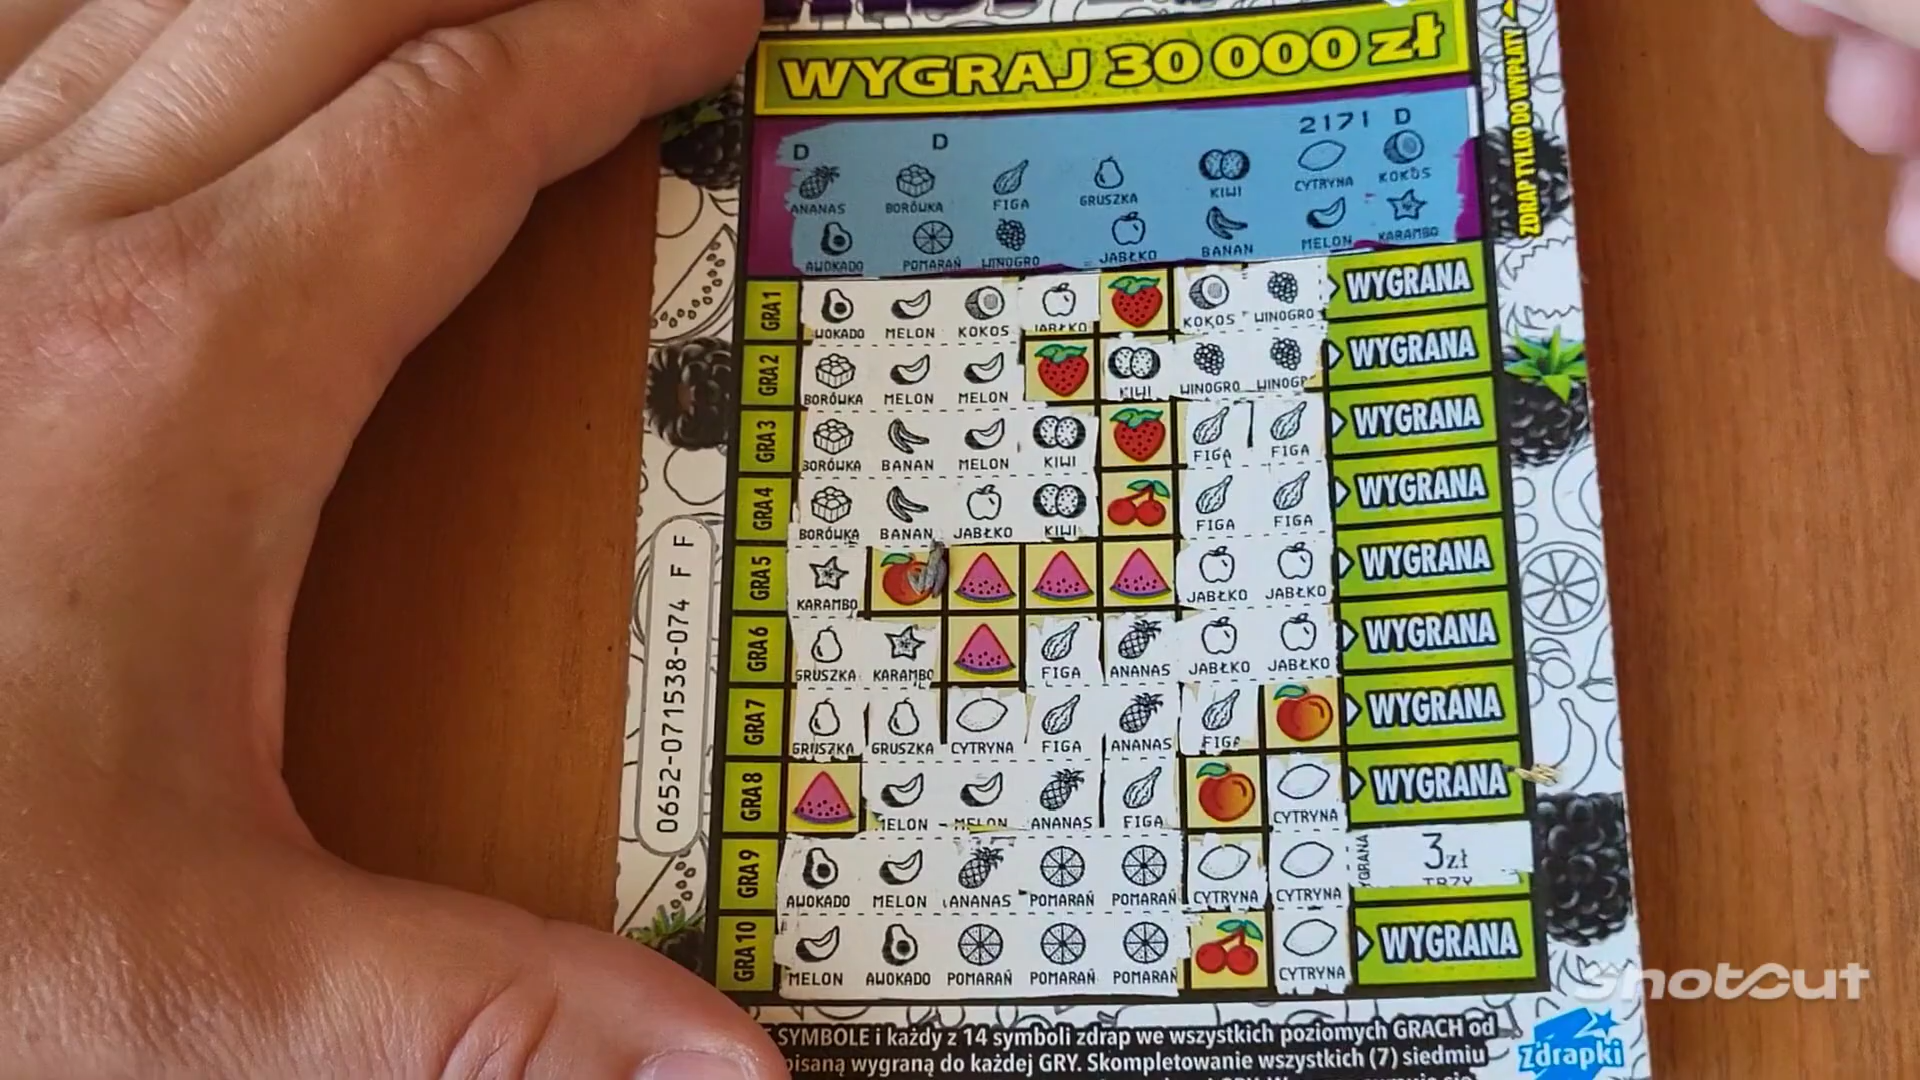 WYGRAJ 30 000 zł
ZDRAP TYLKO DO WYPŁATY
D D 2171 D
ANANAS BORÓWKA FIGA GRUSZKA KIWI CYTRYNA KOKOS
AWOKADO POMARAŃ WINOGRO JABŁKO BANAN MELON KARAMBO
GRA 1 WOKADO MELON KOKOS JABŁKO KOKOS WINOGRO WYGRANA
GRA 2 BORÓWKA MELON MELON KIWI WINOGRO WINOGR WYGRANA
GRA 3 BORÓWKA BANAN MELON KIWI FIGA FIGA WYGRANA
GRA 4 BORÓWKA BANAN JABŁKO KIWI FIGA FIGA WYGRANA
GRA 5 KARAMBO JABŁKO JABŁKO WYGRANA
GRA 6 GRUSZKA KARAMBO FIGA ANANAS JABŁKO JABŁKO WYGRANA
GRA 7 GRUSZKA GRUSZKA CYTRYNA FIGA ANANAS FIGA WYGRANA
GRA 8 MELON MELON ANANAS FIGA CYTRYNA WYGRANA
GRA 9 AWOKADO MELON ANANAS POMARAŃ POMARAŃ CYTRYNA CYTRYNA YGRANA 3zł TRZY
GRA 10 MELON AWOKADO POMARAŃ POMARAŃ POMARAŃ CYTRYNA WYGRANA
0652-071538-074 F F
SYMBOLE i każdy z 14 symboli zdrap we wszystkich poziomych GRACH od
pisaną wygraną do każdej GRY. Skompletowanie wszystkich (7) siedmiu
Zdrapki
shotcut